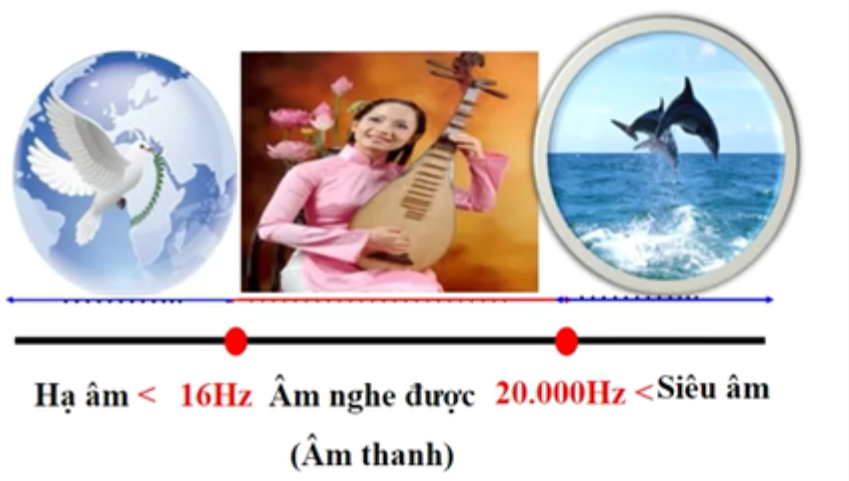 Hạ âm < 16Hz Âm nghe được 20.000Hz < Siêu âm
(Âm thanh)